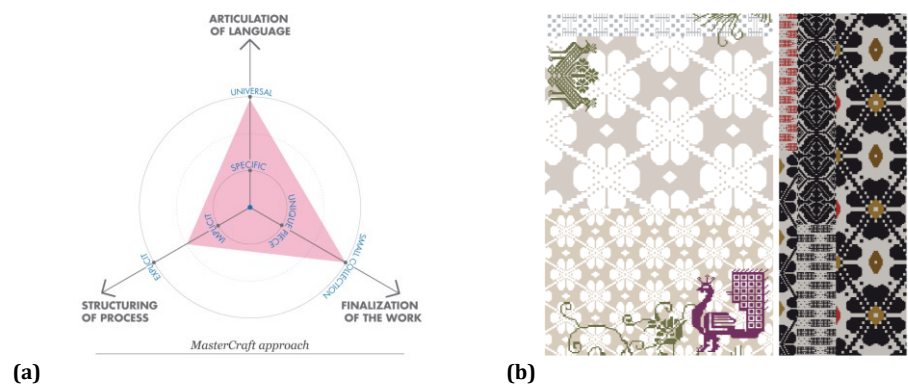 ARTICULATION
OF LANGUAGE
UNIVERSAL
SPECIFIC
IMPLICIT
UNIQUE PIECE
EXPLICIT
SMALL COLLECTION
STRUCTURING
OF PROCESS
FINALIZATION
OF THE WORK
MasterCraft approach
(a)
(b)